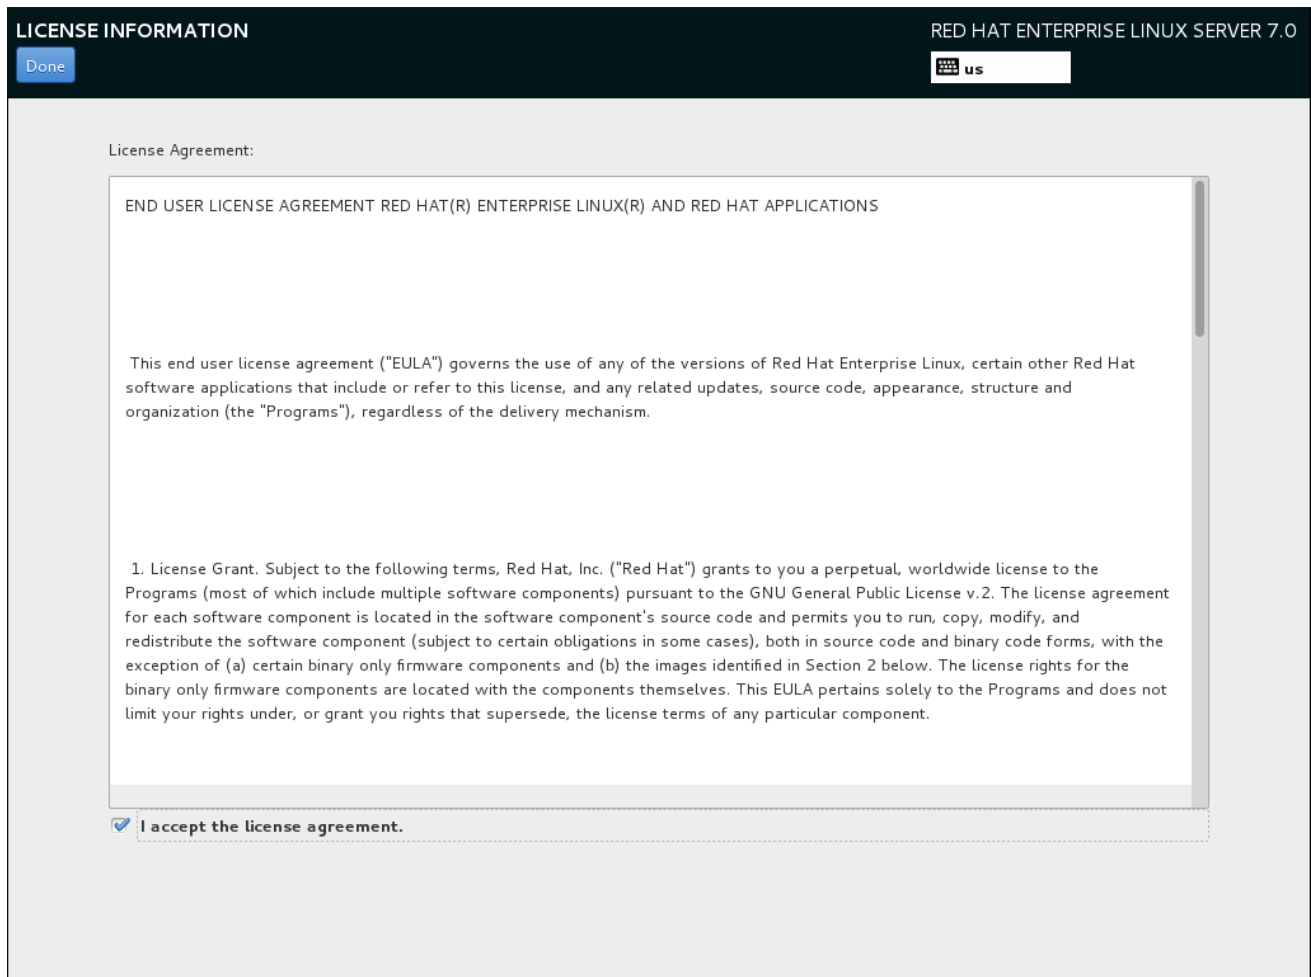 LICENSE INFORMATION
RED HAT ENTERPRISE LINUX SERVER 7.0
Done
us
License Agreement:
END USER LICENSE AGREEMENT RED HAT(R) ENTERPRISE LINUX(R) AND RED HAT APPLICATIONS
This end user license agreement ("EULA") governs the use of any of the versions of Red Hat Enterprise Linux, certain other Red Hat
software applications that include or refer to this license, and any related updates, source code, appearance, structure and
organization (the "Programs"), regardless of the delivery mechanism.
1. License Grant. Subject to the following terms, Red Hat, Inc. ("Red Hat") grants to you a perpetual, worldwide license to the
Programs (most of which include multiple software components) pursuant to the GNU General Public License v.2. The license agreement
for each software component is located in the software component's source code and permits you to run, copy, modify, and
redistribute the software component (subject to certain obligations in some cases), both in source code and binary code forms, with the
exception of (a) certain binary only firmware components and (b) the images identified in Section 2 below. The license rights for the
binary only firmware components are located with the components themselves. This EULA pertains solely to the Programs and does not
limit your rights under, or grant you rights that supersede, the license terms of any particular component.
I accept the license agreement.